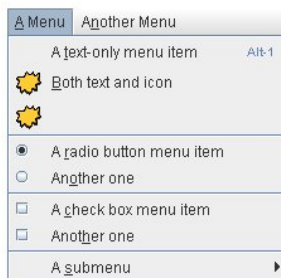 A Menu Another Menu
A text-only menu item Alt-1
Both text and icon
A radio button menu item
Another one
A check box menu item
Another one
A submenu